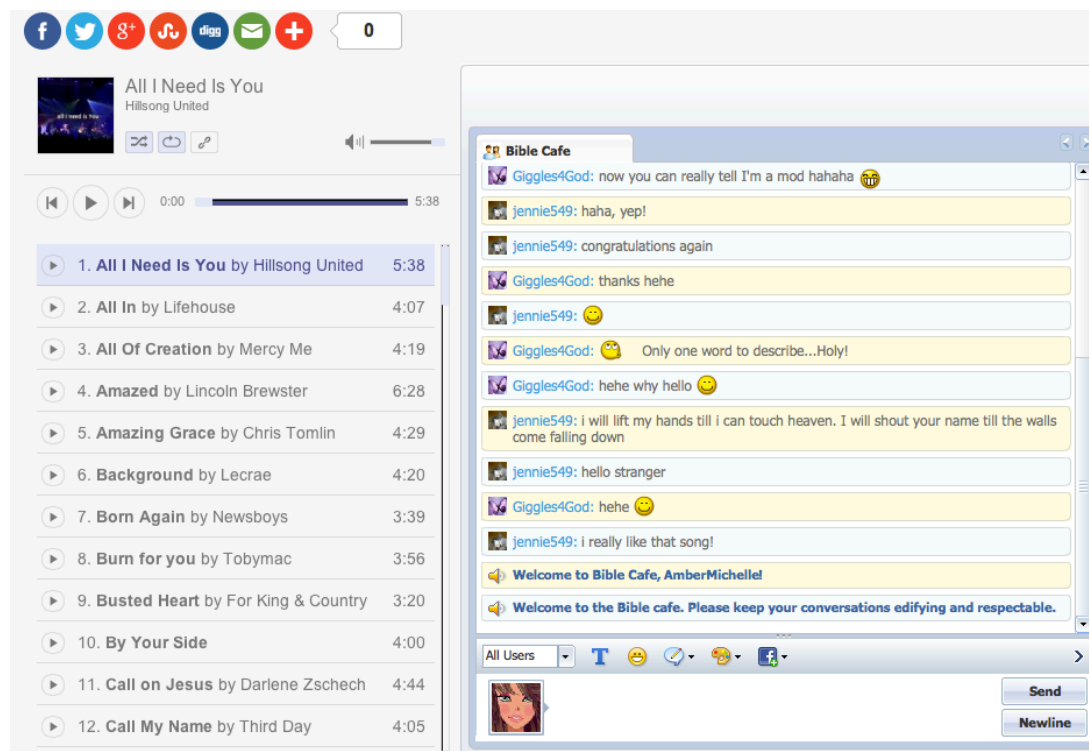 f
g+
digg
+
0
all I need is You
All I Need Is You
Hillsong United
0:00
5:38
1. All I Need Is You by Hillsong United 5:38
2. All In by Lifehouse 4:07
3. All Of Creation by Mercy Me 4:19
4. Amazed by Lincoln Brewster 6:28
5. Amazing Grace by Chris Tomlin 4:29
6. Background by Lecrae 4:20
7. Born Again by Newsboys 3:39
8. Burn for you by Tobymac 3:56
9. Busted Heart by For King & Country 3:20
10. By Your Side 4:00
11. Call on Jesus by Darlene Zschech 4:44
12. Call My Name by Third Day 4:05
Bible Cafe
Giggles4God: now you can really tell I'm a mod hahaha
jennie549: haha, yep!
jennie549: congratulations again
Giggles4God: thanks hehe
jennie549:
Giggles4God: Only one word to describe...Holy!
Giggles4God: hehe why hello
jennie549: i will lift my hands till i can touch heaven. I will shout your name till the walls
come falling down
jennie549: hello stranger
Giggles4God: hehe
jennie549: i really like that song!
Welcome to Bible Cafe, AmberMichelle!
Welcome to the Bible cafe. Please keep your conversations edifying and respectable.
All Users
T
f
Send
Newline